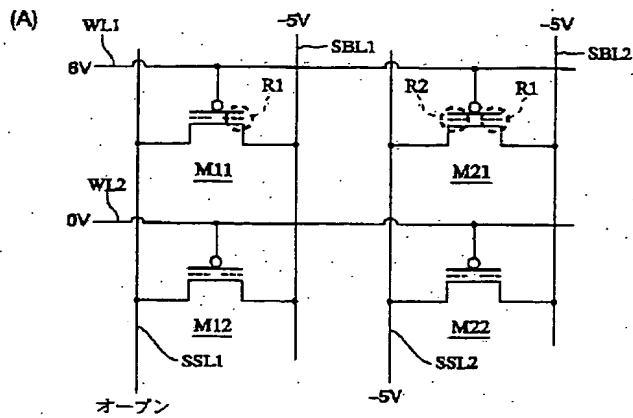 (A)
-5V
-5V
WL1
SBL1
SBL2
6V
R1
R2
R1
M11
M21
WL2
0V
M12
M22
SSL1
SSL2
オープン
-5V